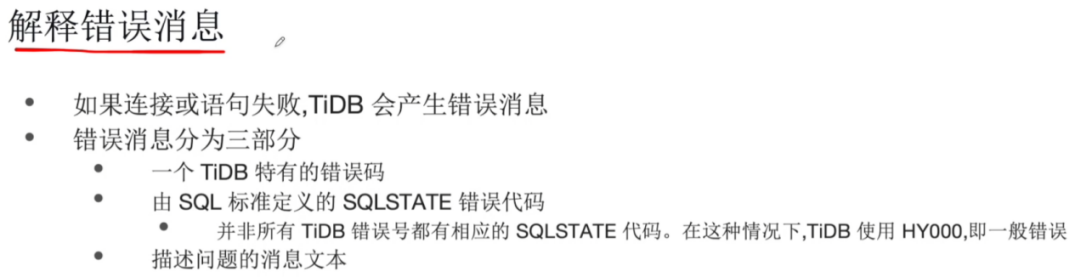 解释错误消息
如果连接或语句失败,TiDB 会产生错误消息
错误消息分为三部分
一个 TiDB 特有的错误码
由 SQL 标准定义的 SQLSTATE 错误代码
并非所有 TiDB 错误号都有相应的 SQLSTATE 代码。在这种情况下,TiDB 使用 HY000,即一般错误
描述问题的消息文本